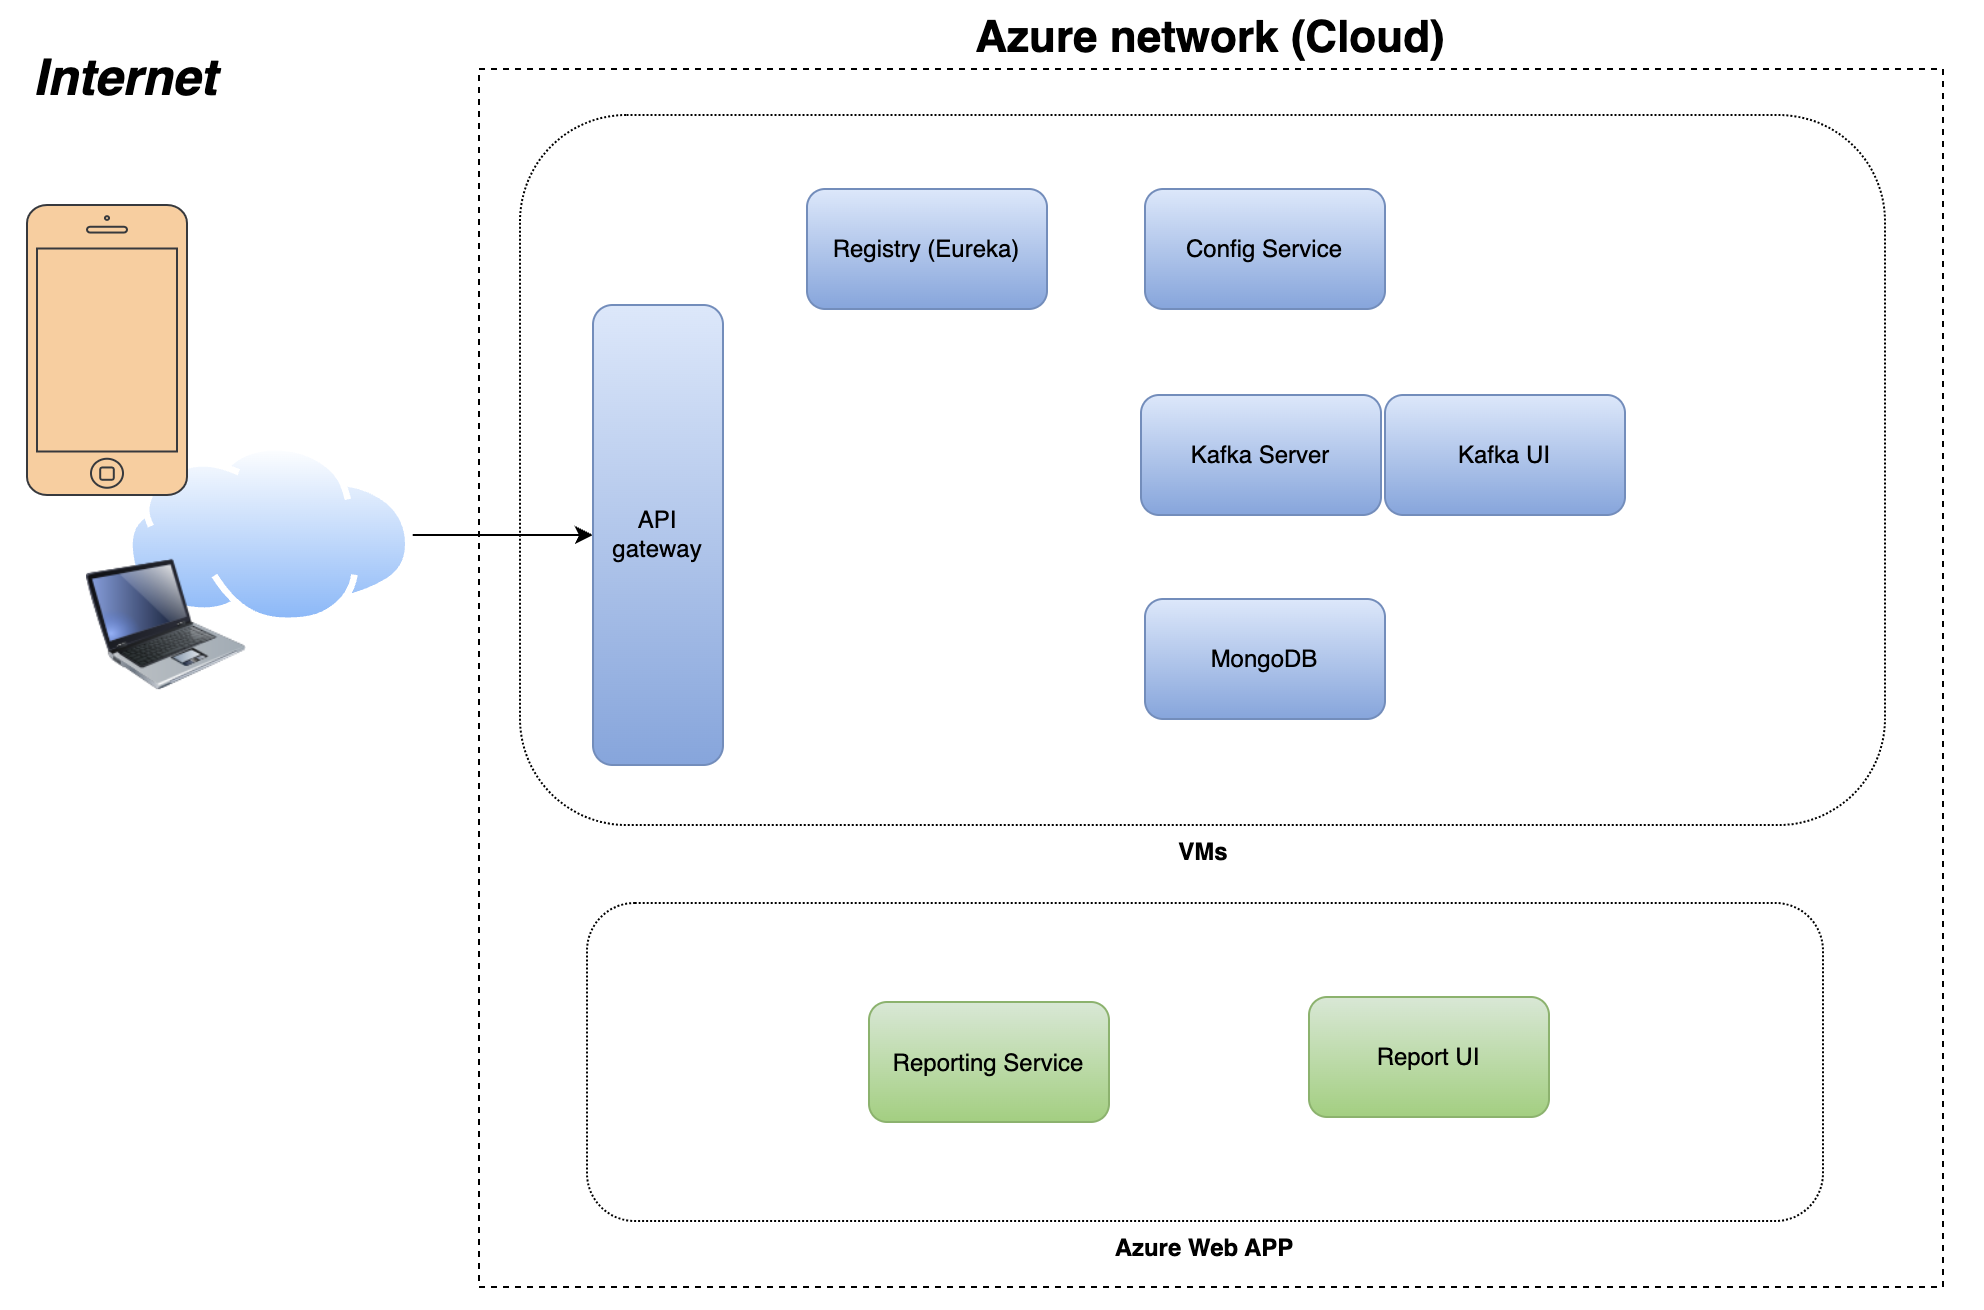 Azure network (Cloud)
Internet
Registry (Eureka)
Config Service
Kafka Server
Kafka UI
API
gateway
MongoDB
VMs
Reporting Service
Report UI
Azure Web APP